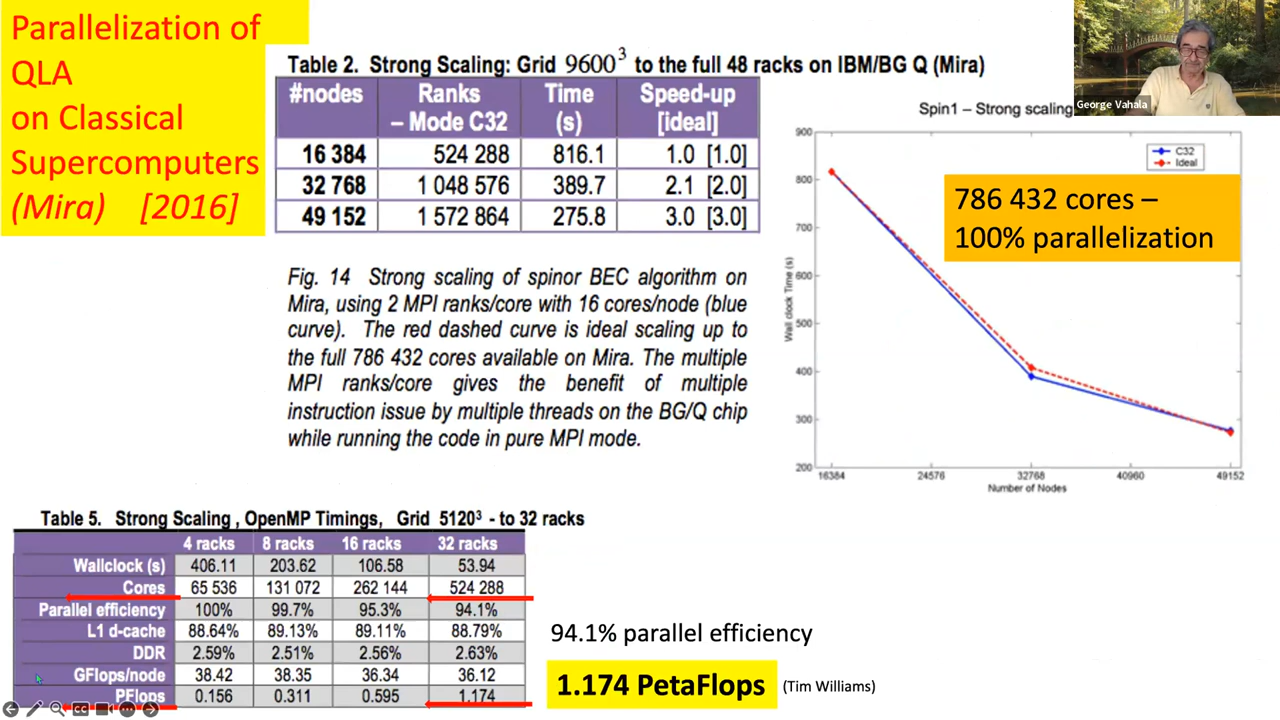 Parallelization of
QLA
on Classical
Supercomputers
(Mira) [2016]
Table 2. Strong Scaling: Grid 9600³ to the full 48 racks on IBM/BG Q (Mira)
#nodes Ranks – Mode C32 Time (s) Speed-up [ideal]
16 384 524 288 816.1 1.0 [1.0]
32 768 1 048 576 389.7 2.1 [2.0]
49 152 1 572 864 275.8 3.0 [3.0]
Fig. 14 Strong scaling of spinor BEC algorithm on
Mira, using 2 MPI ranks/core with 16 cores/node (blue
curve). The red dashed curve is ideal scaling up to
the full 786 432 cores available on Mira. The multiple
MPI ranks/core gives the benefit of multiple
instruction issue by multiple threads on the BG/Q chip
while running the code in pure MPI mode.
George Vahala
Spin1 – Strong scaling
C32
Ideal
786 432 cores –
100% parallelization
900
800
700
600
500
400
300
200
Wall clock Time (s)
16384 24576 32768 40960 49152
Number of Nodes
Table 5. Strong Scaling , OpenMP Timings, Grid 5120³ - to 32 racks
4 racks 8 racks 16 racks 32 racks
Wallclock (s) 406.11 203.62 106.58 53.94
Cores 65 536 131 072 262 144 524 288
Parallel efficiency 100% 99.7% 95.3% 94.1%
L1 d-cache 88.64% 89.13% 89.11% 88.79%
DDR 2.59% 2.51% 2.56% 2.63%
GFlops/node 38.42 38.35 36.34 36.12
PFlops 0.156 0.311 0.595 1.174
94.1% parallel efficiency
1.174 PetaFlops (Tim Williams)
CC